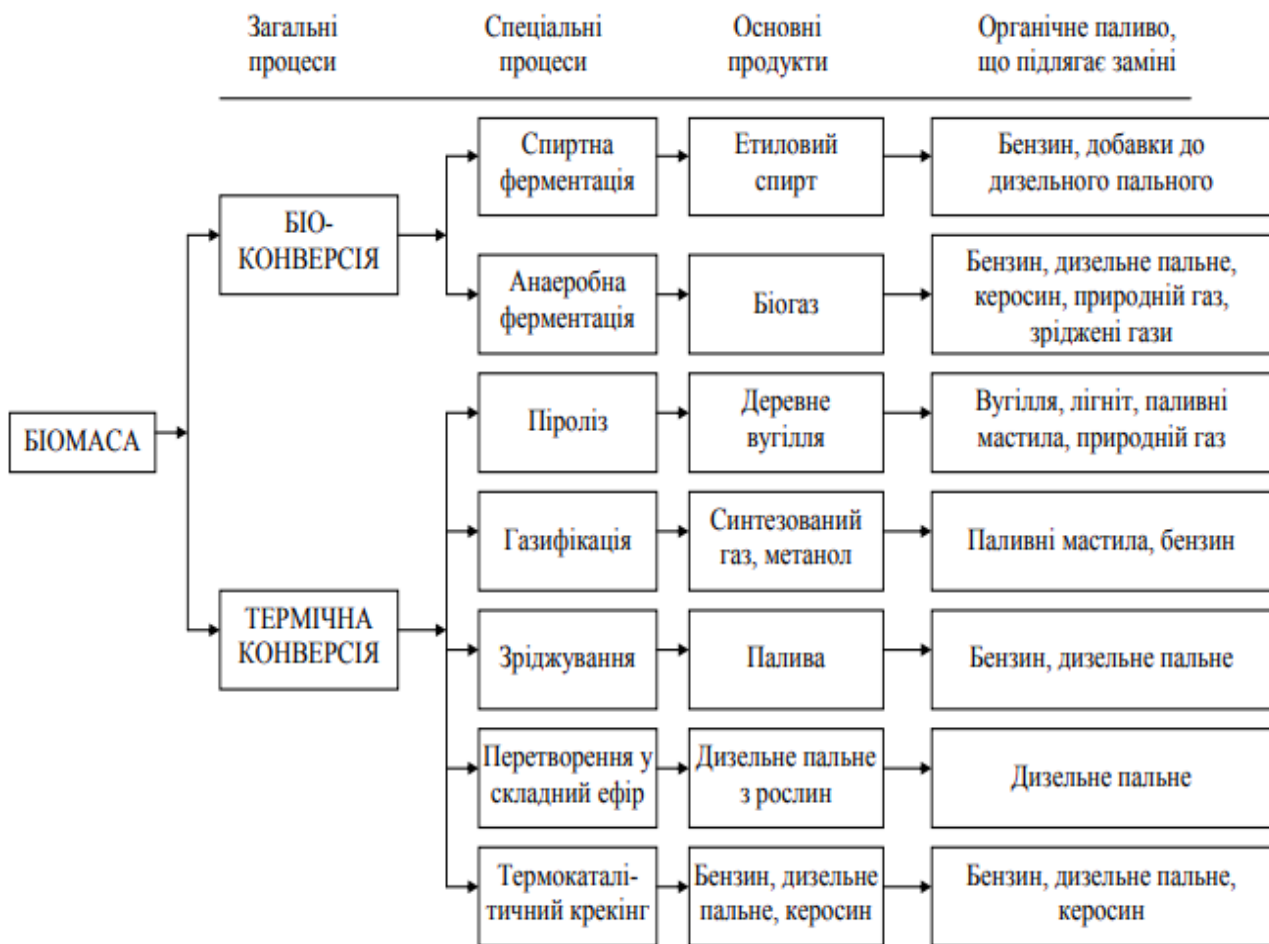 Загальні
процеси
Спеціальні
процеси
Основні
продукти
Органічне паливо,
що підлягає заміні
БІОМАСА
БІО-
КОНВЕРСІЯ
Спиртна
ферментація
Етиловий
спирт
Бензин, добавки до
дизельного пального
Анаеробна
ферментація
Біогаз
Бензин, дизельне пальне,
керосин, природній газ,
зріджені гази
ТЕРМІЧНА
КОНВЕРСІЯ
Піроліз
Деревне
вугілля
Вугілля, лігніт, паливні
мастила, природній газ
Газифікація
Синтезований
газ, метанол
Паливні мастила, бензин
Зріджування
Палива
Бензин, дизельне пальне
Перетворення у
складний ефір
Дизельне пальне
з рослин
Дизельне пальне
Термокаталі-
тичний крекінг
Бензин, дизельне
пальне, керосин
Бензин, дизельне пальне,
керосин